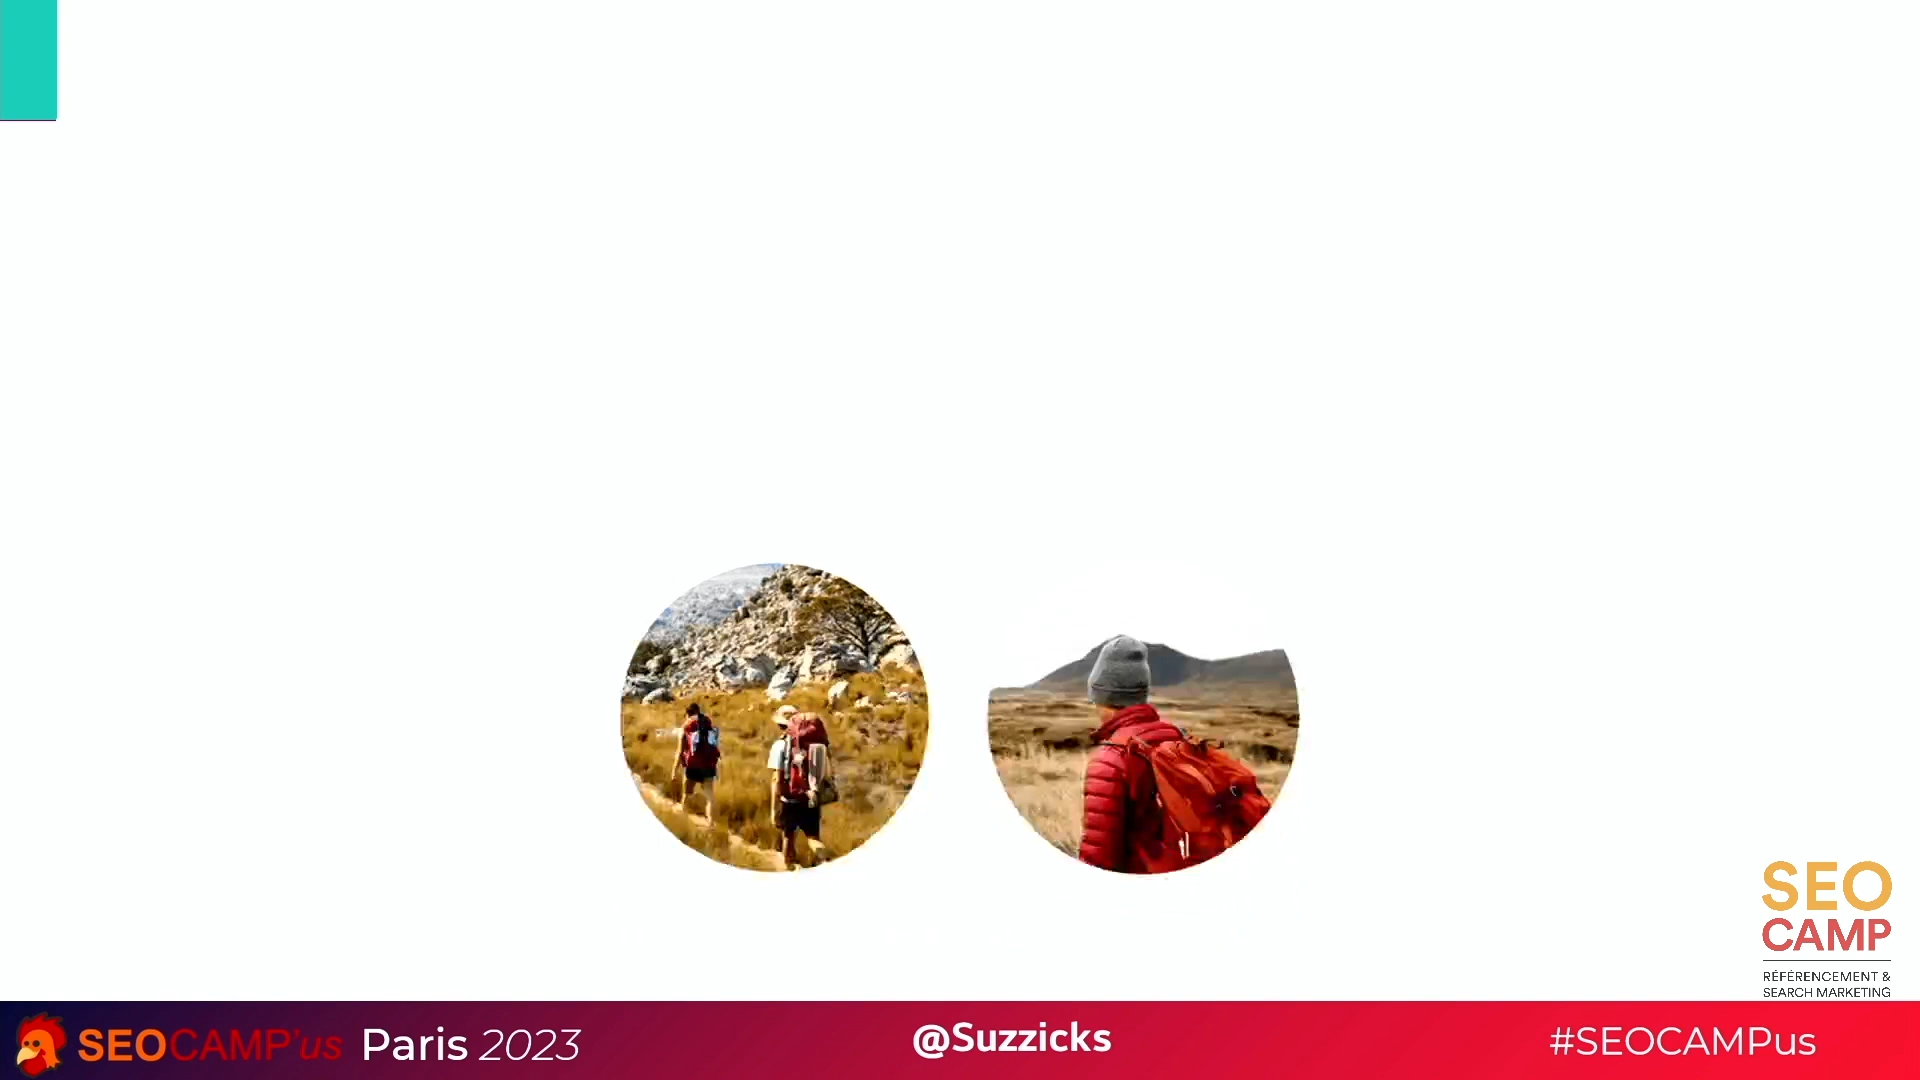 SEO
CAMP
RÉFÉRENCEMENT &
SEARCH MARKETING
SEOCAMP'us Paris 2023
@Suzzicks
#SEOCAMPus